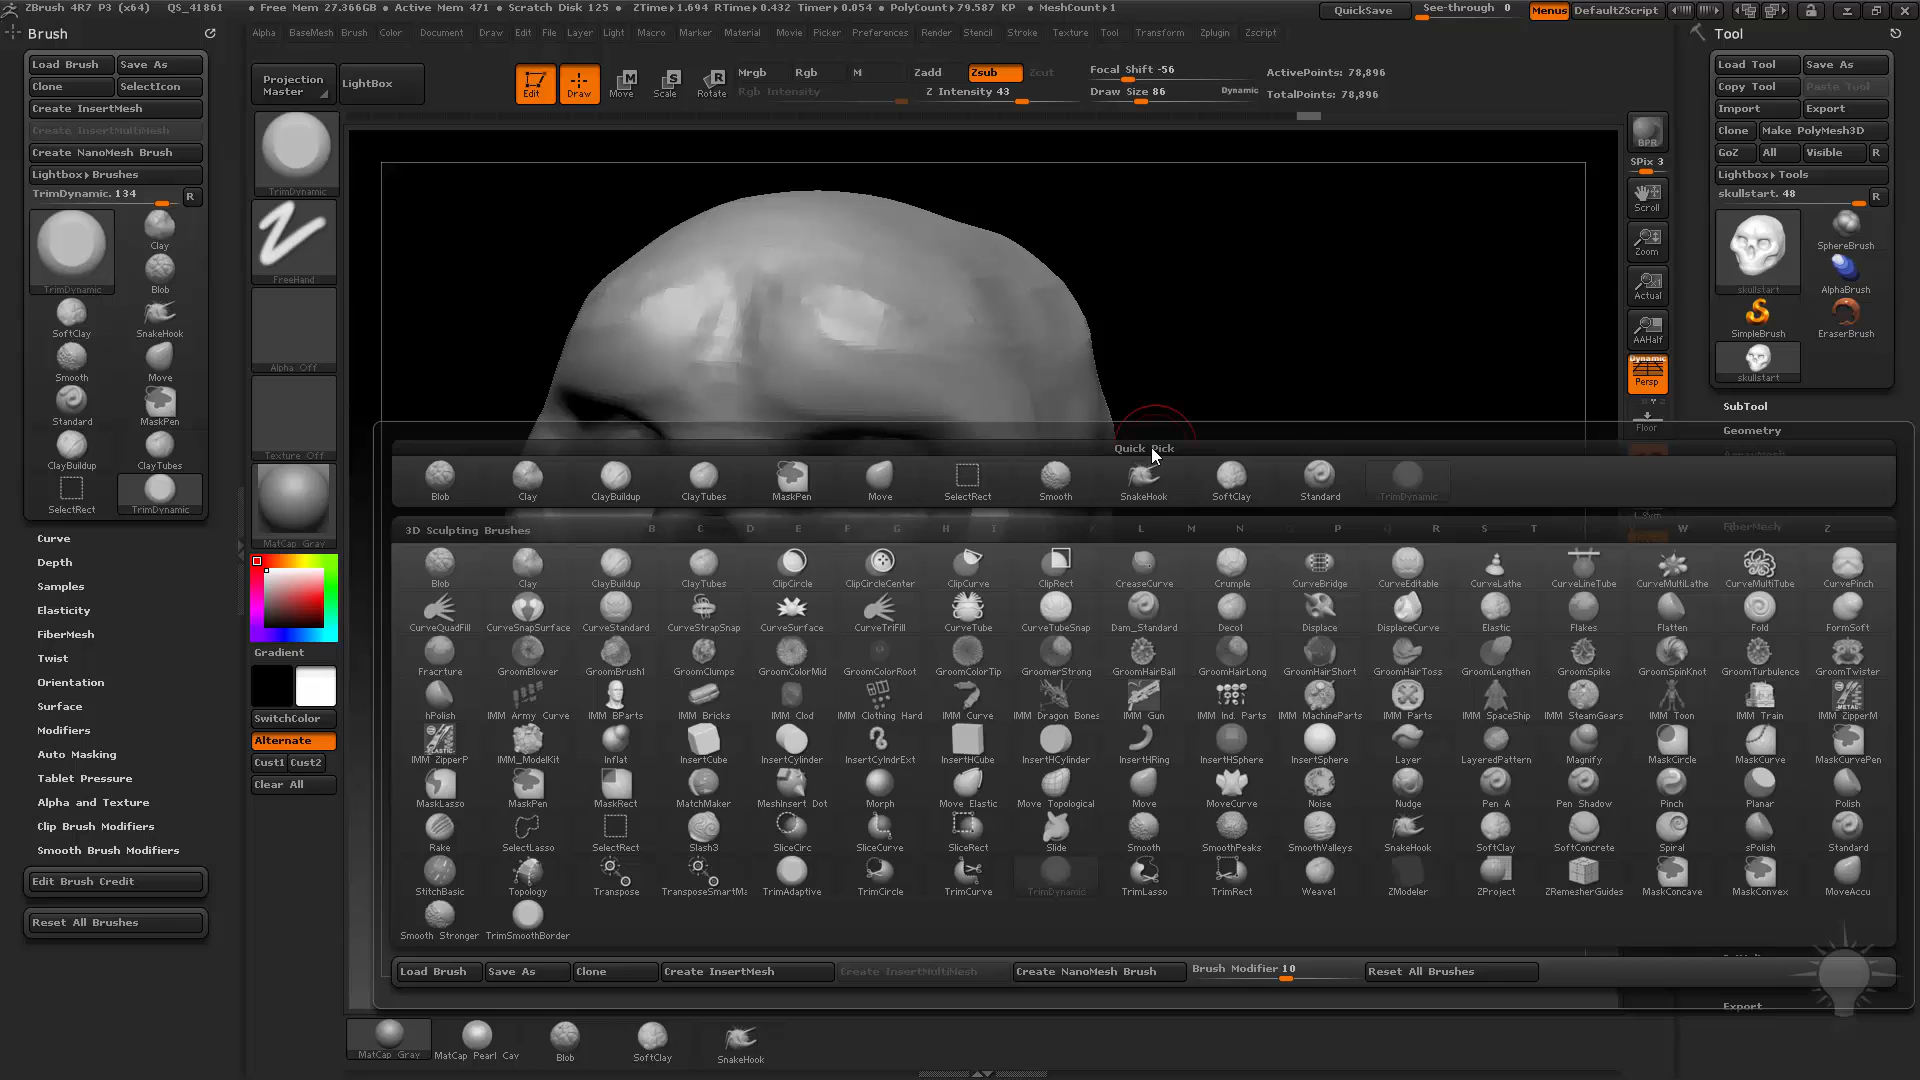 ZBrush 4R7 P3 (x64) QS_41861 • Free Mem 27.366GB • Active Mem 471 • Scratch Disk 125 • ZTime▸1.694 RTime▸0.432 Timer▸0.054 • PolyCount▸79.587 KP • MeshCount▸1 QuickSave See-through 0 Menus DefaultZScript
Brush
Alpha BaseMesh Brush Color Document Draw Edit File Layer Light Macro Marker Material Movie Picker Preferences Render Stencil Stroke Texture Tool Transform Zplugin Zscript
Tool
Load Brush Save As
Clone SelectIcon
Create InsertMesh
Create InsertMultiMesh
Create NanoMesh Brush
Lightbox▸Brushes
TrimDynamic. 134 R
TrimDynamic Clay
Blob
SoftClay SnakeHook
Smooth Move
Standard MaskPen
ClayBuildup ClayTubes
SelectRect TrimDynamic
Curve
Depth
Samples
Elasticity
FiberMesh
Twist
Orientation
Surface
Modifiers
Auto Masking
Tablet Pressure
Alpha and Texture
Clip Brush Modifiers
Smooth Brush Modifiers
Edit Brush Credit
Reset All Brushes
Projection Master
LightBox
Edit Draw Move Scale Rotate
Mrgb Rgb M
Rgb Intensity
Zadd Zsub Zcut
Z Intensity 43
Focal Shift -56
Draw Size 86 Dynamic
ActivePoints: 78,896
TotalPoints: 78,896
TrimDynamic
FreeHand
Alpha Off
Texture Off
MatCap Gray
Gradient
SwitchColor
Alternate
Cust1 Cust2
Clear All
BPR
SPix 3
Scroll
Zoom
Actual
AAHalf
Dynamic
Persp
Floor
L.Sym
Load Tool Save As
Copy Tool Paste Tool
Import Export
Clone Make PolyMesh3D
GoZ All Visible R
Lightbox▸Tools
skullstart. 48 R
skullstart SphereBrush
AlphaBrush
SimpleBrush EraserBrush
skullstart
SubTool
Geometry
ArrayMesh
FiberMesh
Export
Quick Pick
Blob Clay ClayBuildup ClayTubes MaskPen Move SelectRect Smooth SnakeHook SoftClay Standard TrimDynamic
3D Sculpting Brushes B C D E F G H I L M N P R S T W Z
Blob Clay ClayBuildup ClayTubes ClipCircle ClipCircleCenter ClipCurve ClipRect CreaseCurve Crumple CurveBridge CurveEditable CurveLathe CurveLineTube CurveMultiLathe CurveMultiTube CurvePinch
CurveQuadFill CurveSnapSurface CurveStandard CurveStrapSnap CurveSurface CurveTriFill CurveTube CurveTubeSnap Dam_Standard Deco1 Displace DisplaceCurve Elastic Flakes Flatten Fold FormSoft
Fracrture GroomBlower GroomBrush1 GroomClumps GroomColorMid GroomColorRoot GroomColorTip GroomerStrong GroomHairBall GroomHairLong GroomHairShort GroomHairToss GroomLengthen GroomSpike GroomSpinKnot GroomTurbulence GroomTwister
hPolish IMM Army Curve IMM BParts IMM Bricks IMM Clod IMM Clothing Hard IMM Curve IMM Dragon Bones IMM Gun IMM Ind. Parts IMM MachineParts IMM Parts IMM SpaceShip IMM SteamGears IMM Toon IMM Train IMM ZipperM
IMM ZipperP IMM_ModelKit Inflat InsertCube InsertCylinder InsertCylndrExt InsertHCube InsertHCylinder InsertHRing InsertHSphere InsertSphere Layer LayeredPattern Magnify MaskCircle MaskCurve MaskCurvePen
MaskLasso MaskPen MaskRect MatchMaker MeshInsert Dot Morph Move Elastic Move Topological Move MoveCurve Noise Nudge Pen A Pen Shadow Pinch Planar Polish
Rake SelectLasso SelectRect Slash3 SliceCirc SliceCurve SliceRect Slide Smooth SmoothPeaks SmoothValleys SnakeHook SoftClay SoftConcrete Spiral sPolish Standard
StitchBasic Topology Transpose TransposeSmartMa TrimAdaptive TrimCircle TrimCurve TrimDynamic TrimLasso TrimRect Weave1 ZModeler ZProject ZRemesherGuides MaskConcave MaskConvex MoveAccu
Smooth Stronger TrimSmoothBorder
Load Brush Save As Clone Create InsertMesh Create InsertMultiMesh Create NanoMesh Brush Brush Modifier 10 Reset All Brushes
MatCap Gray MatCap Pearl Cav Blob SoftClay SnakeHook